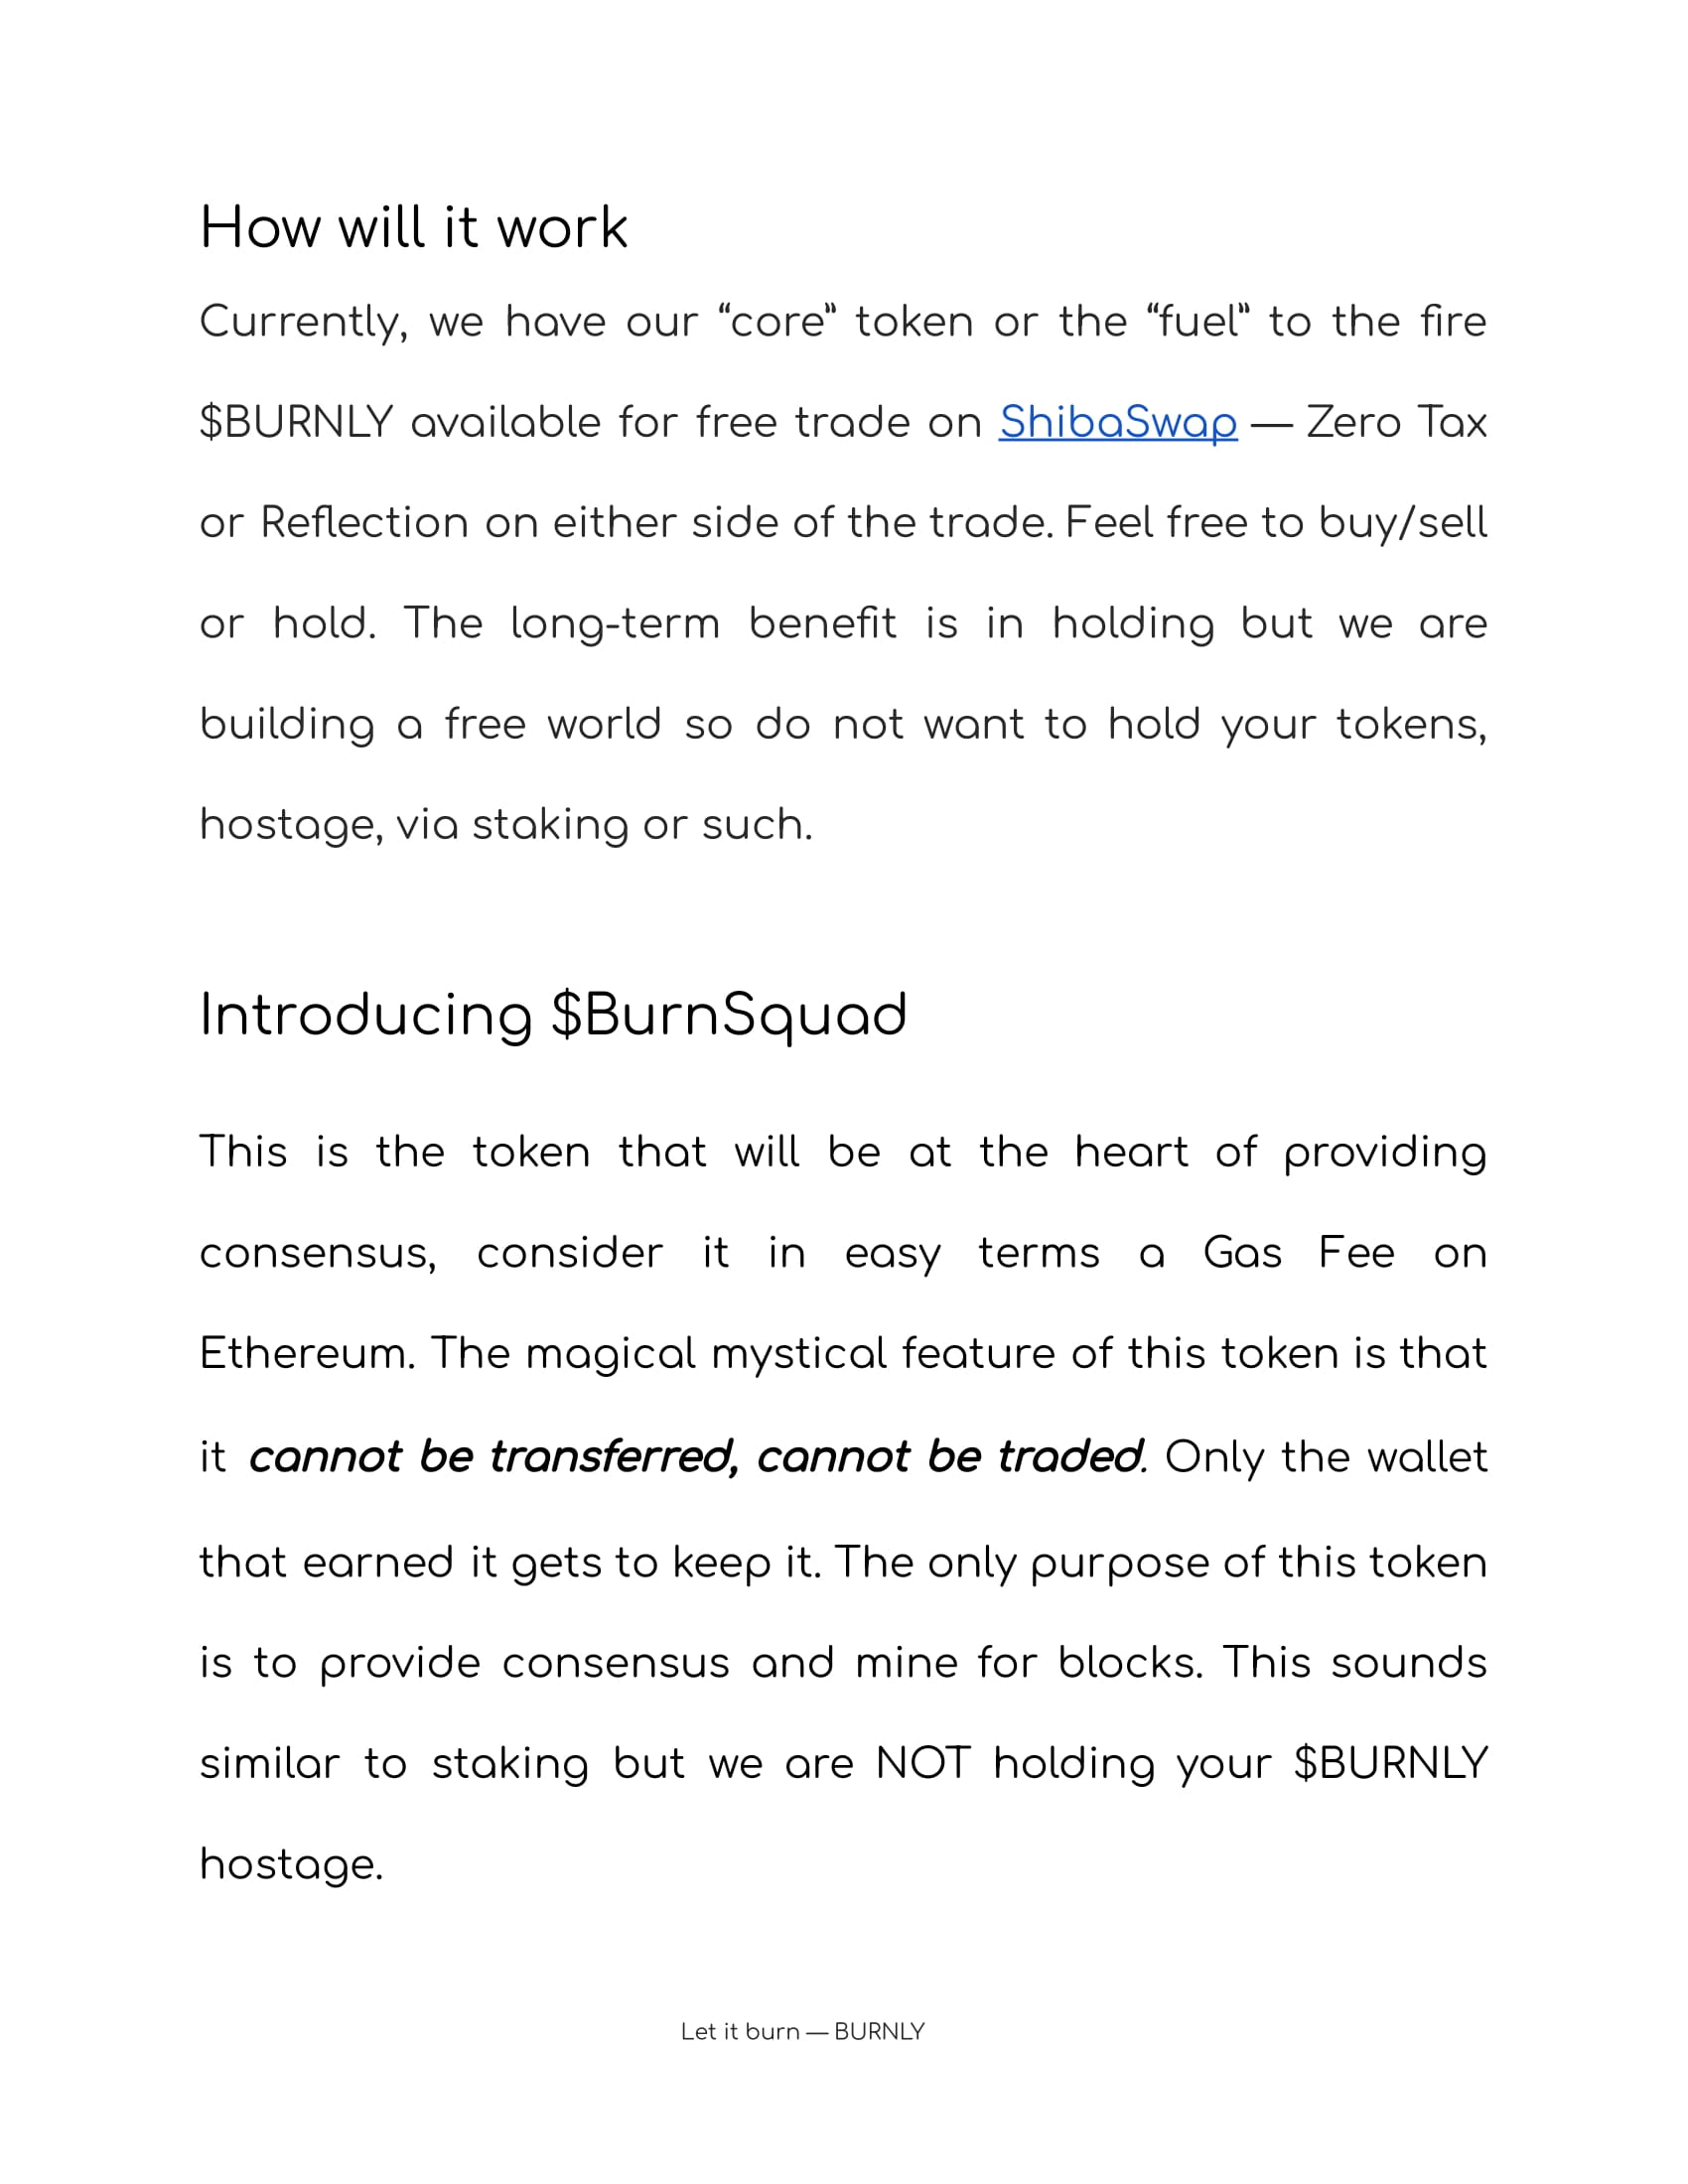 How will it work
Currently, we have our “core” token or the “fuel” to the fire
$BURNLY available for free trade on ShibaSwap — Zero Tax
or Reflection on either side of the trade. Feel free to buy/sell
or hold. The long-term benefit is in holding but we are
building a free world so do not want to hold your tokens,
hostage, via staking or such.
Introducing $BurnSquad
This is the token that will be at the heart of providing
consensus, consider it in easy terms a Gas Fee on
Ethereum. The magical mystical feature of this token is that
it cannot be transferred, cannot be traded. Only the wallet
that earned it gets to keep it. The only purpose of this token
is to provide consensus and mine for blocks. This sounds
similar to staking but we are NOT holding your $BURNLY
hostage.
Let it burn — BURNLY